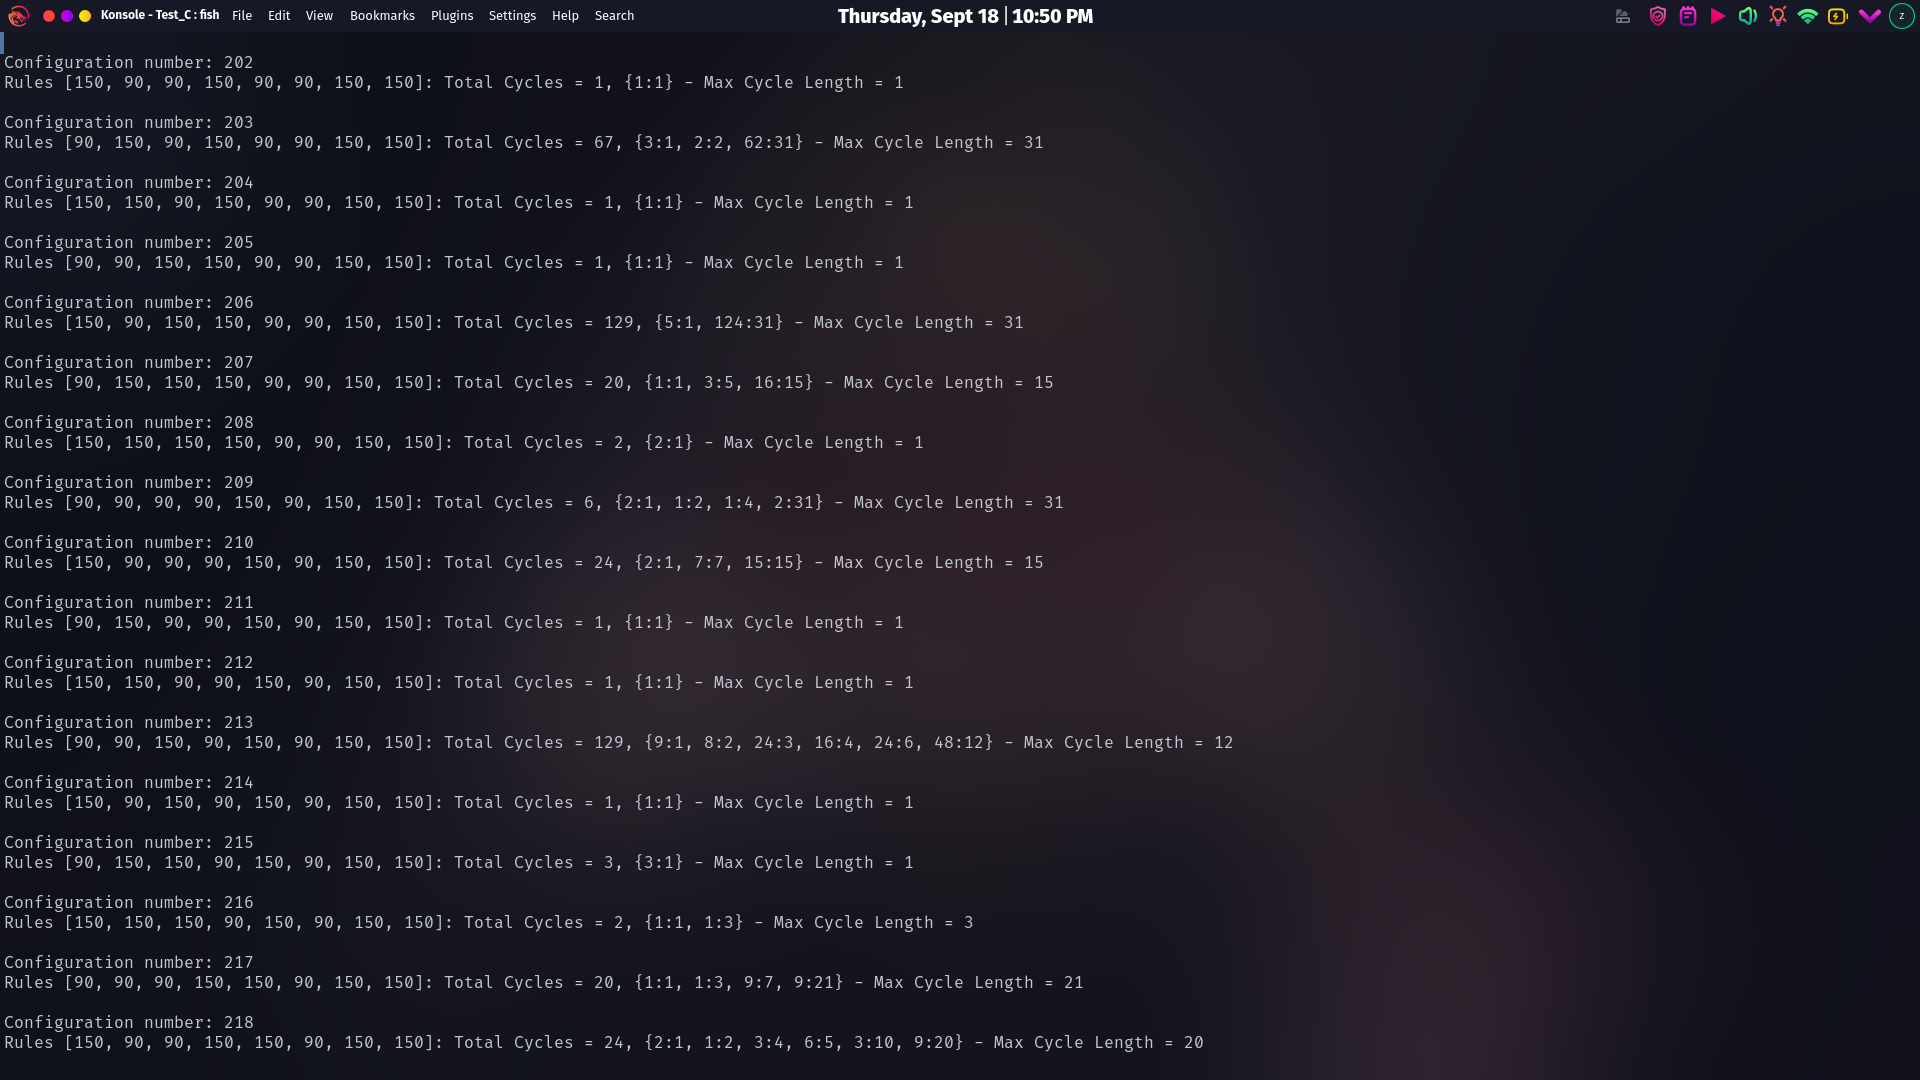 Konsole - Test_C : fish File Edit View Bookmarks Plugins Settings Help Search Thursday, Sept 18 | 10:50 PM z
Configuration number: 202
Rules [150, 90, 90, 150, 90, 90, 150, 150]: Total Cycles = 1, {1:1} - Max Cycle Length = 1
Configuration number: 203
Rules [90, 150, 90, 150, 90, 90, 150, 150]: Total Cycles = 67, {3:1, 2:2, 62:31} - Max Cycle Length = 31
Configuration number: 204
Rules [150, 150, 90, 150, 90, 90, 150, 150]: Total Cycles = 1, {1:1} - Max Cycle Length = 1
Configuration number: 205
Rules [90, 90, 150, 150, 90, 90, 150, 150]: Total Cycles = 1, {1:1} - Max Cycle Length = 1
Configuration number: 206
Rules [150, 90, 150, 150, 90, 90, 150, 150]: Total Cycles = 129, {5:1, 124:31} - Max Cycle Length = 31
Configuration number: 207
Rules [90, 150, 150, 150, 90, 90, 150, 150]: Total Cycles = 20, {1:1, 3:5, 16:15} - Max Cycle Length = 15
Configuration number: 208
Rules [150, 150, 150, 150, 90, 90, 150, 150]: Total Cycles = 2, {2:1} - Max Cycle Length = 1
Configuration number: 209
Rules [90, 90, 90, 90, 150, 90, 150, 150]: Total Cycles = 6, {2:1, 1:2, 1:4, 2:31} - Max Cycle Length = 31
Configuration number: 210
Rules [150, 90, 90, 90, 150, 90, 150, 150]: Total Cycles = 24, {2:1, 7:7, 15:15} - Max Cycle Length = 15
Configuration number: 211
Rules [90, 150, 90, 90, 150, 90, 150, 150]: Total Cycles = 1, {1:1} - Max Cycle Length = 1
Configuration number: 212
Rules [150, 150, 90, 90, 150, 90, 150, 150]: Total Cycles = 1, {1:1} - Max Cycle Length = 1
Configuration number: 213
Rules [90, 90, 150, 90, 150, 90, 150, 150]: Total Cycles = 129, {9:1, 8:2, 24:3, 16:4, 24:6, 48:12} - Max Cycle Length = 12
Configuration number: 214
Rules [150, 90, 150, 90, 150, 90, 150, 150]: Total Cycles = 1, {1:1} - Max Cycle Length = 1
Configuration number: 215
Rules [90, 150, 150, 90, 150, 90, 150, 150]: Total Cycles = 3, {3:1} - Max Cycle Length = 1
Configuration number: 216
Rules [150, 150, 150, 90, 150, 90, 150, 150]: Total Cycles = 2, {1:1, 1:3} - Max Cycle Length = 3
Configuration number: 217
Rules [90, 90, 90, 150, 150, 90, 150, 150]: Total Cycles = 20, {1:1, 1:3, 9:7, 9:21} - Max Cycle Length = 21
Configuration number: 218
Rules [150, 90, 90, 150, 150, 90, 150, 150]: Total Cycles = 24, {2:1, 1:2, 3:4, 6:5, 3:10, 9:20} - Max Cycle Length = 20